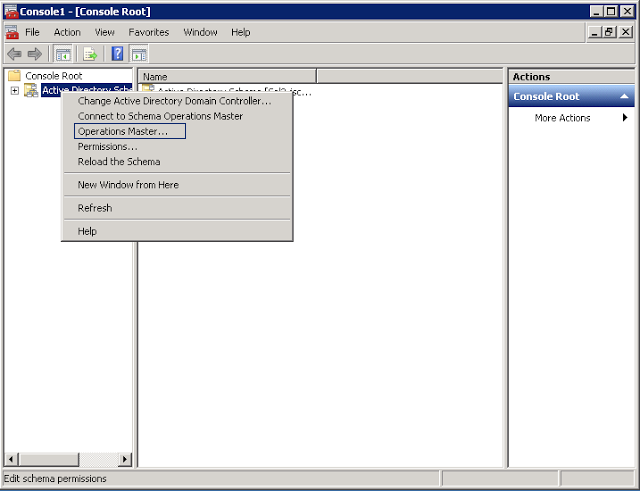 Console1 - [Console Root]
File Action View Favorites Window Help
Console Root
Active Directory Sche
Name
Active Directory Schema
Change Active Directory Domain Controller...
Connect to Schema Operations Master
Operations Master...
Permissions...
Reload the Schema
New Window from Here
Refresh
Help
Actions
Console Root
More Actions
Edit schema permissions